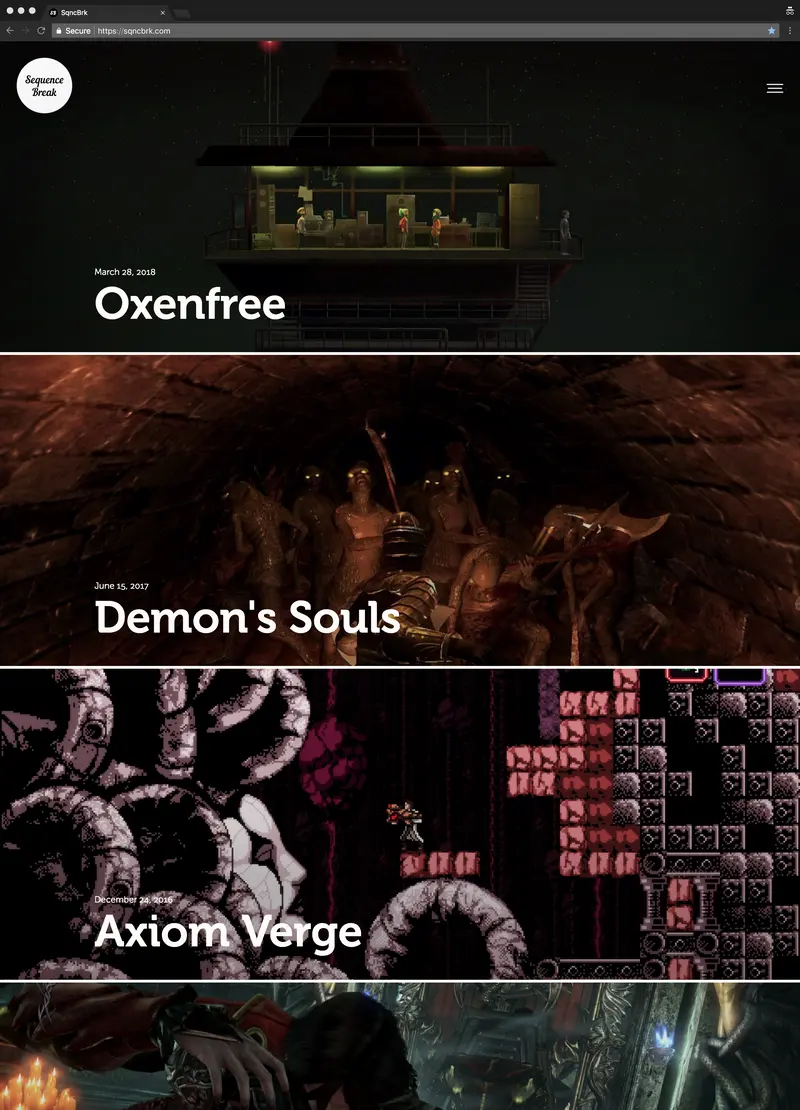 SqncBrk
Secure
https://sqncbrk.com
Sequence
Break
March 28, 2018
Oxenfree
June 15, 2017
Demon's Souls
December 24, 2016
Axiom Verge